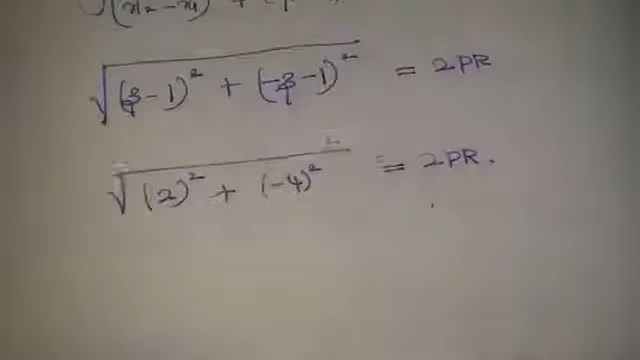 √(3-1)² + (-3-1)² = 2PR
√(2)² + (-4)² = 2PR.